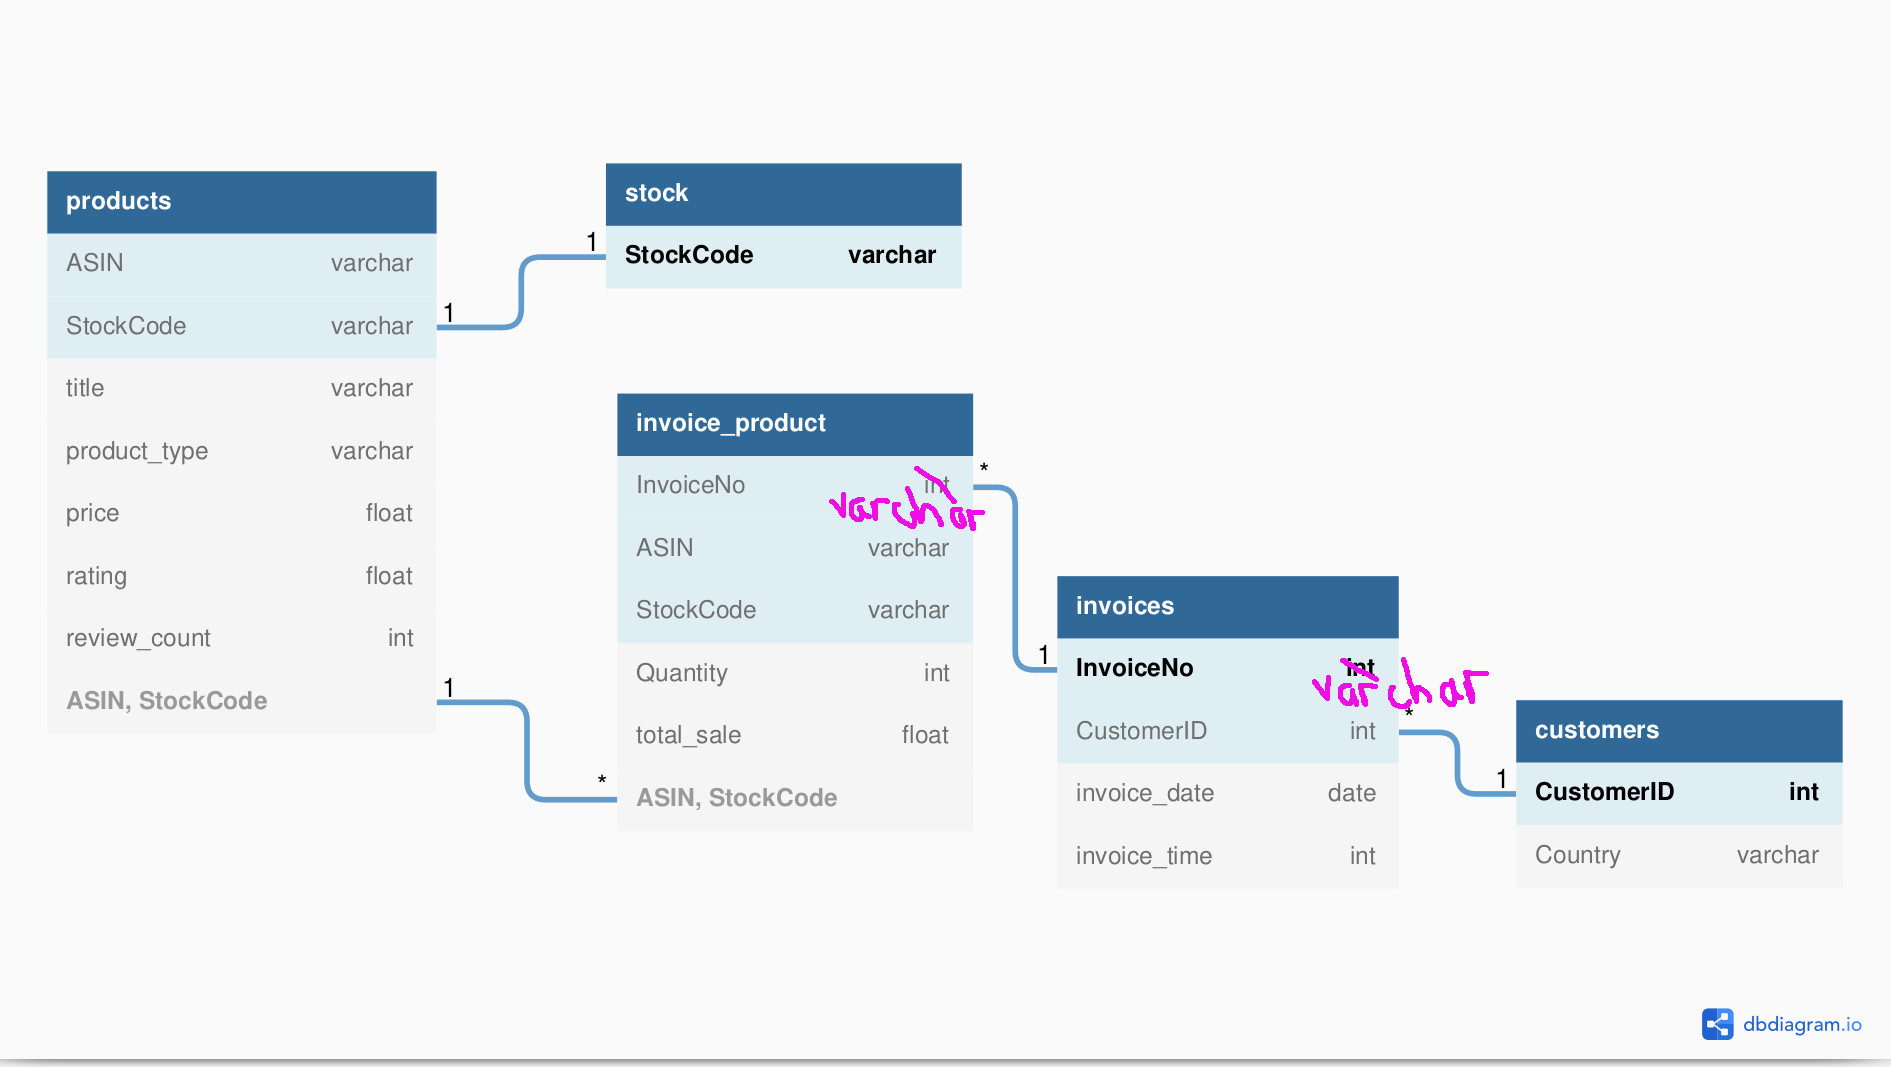 products
ASIN varchar
StockCode varchar
title varchar
product_type varchar
price float
rating float
review_count int
ASIN, StockCode
1
1
stock
StockCode varchar
1
*
invoice_product
InvoiceNo int
varchar
ASIN varchar
StockCode varchar
Quantity int
total_sale float
ASIN, StockCode
*
1
invoices
InvoiceNo int
varchar
CustomerID int
invoice_date date
invoice_time int
*
1
customers
CustomerID int
Country varchar
dbdiagram.io